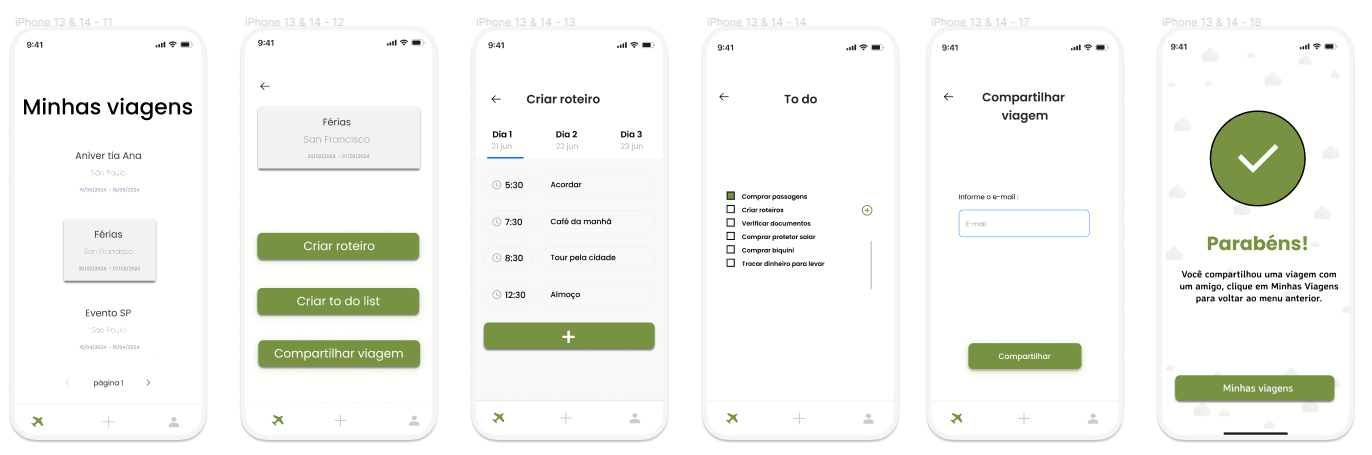 iPhone 13 & 14 - 11
9:41
Minhas viagens
Aniver tia Ana
São Paulo
15/05/2024 - 18/05/2024
Férias
San Francisco
20/02/2024 - 07/03/2024
Evento SP
São Paulo
15/04/2024 - 15/04/2024
página 1
iPhone 13 & 14 - 12
9:41
Férias
San Francisco
20/02/2024 - 07/03/2024
Criar roteiro
Criar to do list
Compartilhar viagem
iPhone 13 & 14 - 13
9:41
Criar roteiro
Dia 1 Dia 2 Dia 3
21 jun 22 jun 23 jun
5:30 Acordar
7:30 Café da manhã
8:30 Tour pela cidade
12:30 Almoço
+
iPhone 13 & 14 - 14
9:41
To do
Comprar passagens
Criar roteiros
Verificar documentos
Comprar protetor solar
Comprar biquini
Trocar dinheiro para levar
iPhone 13 & 14 - 17
9:41
Compartilhar
viagem
Informe o e-mail :
E-mail
Compartilhar
iPhone 13 & 14 - 18
9:41
Parabéns!
Você compartilhou uma viagem com
um amigo, clique em Minhas Viagens
para voltar ao menu anterior.
Minhas viagens